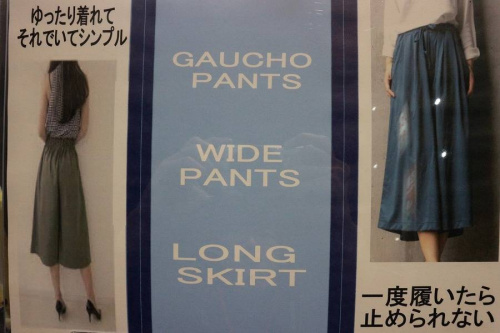 ゆったり着れて
それでいてシンプル
GAUCHO
PANTS
WIDE
PANTS
LONG
SKIRT
一度履いたら
止められない